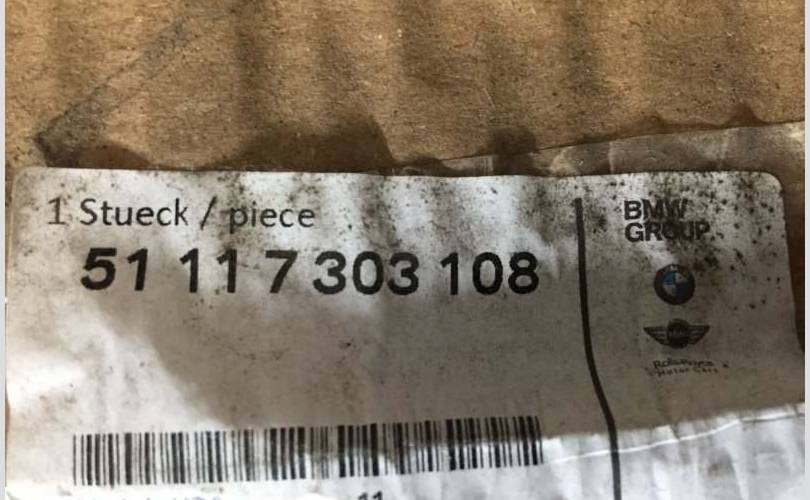 1 Stueck / piece
51 11 7 303 108
BMW
GROUP